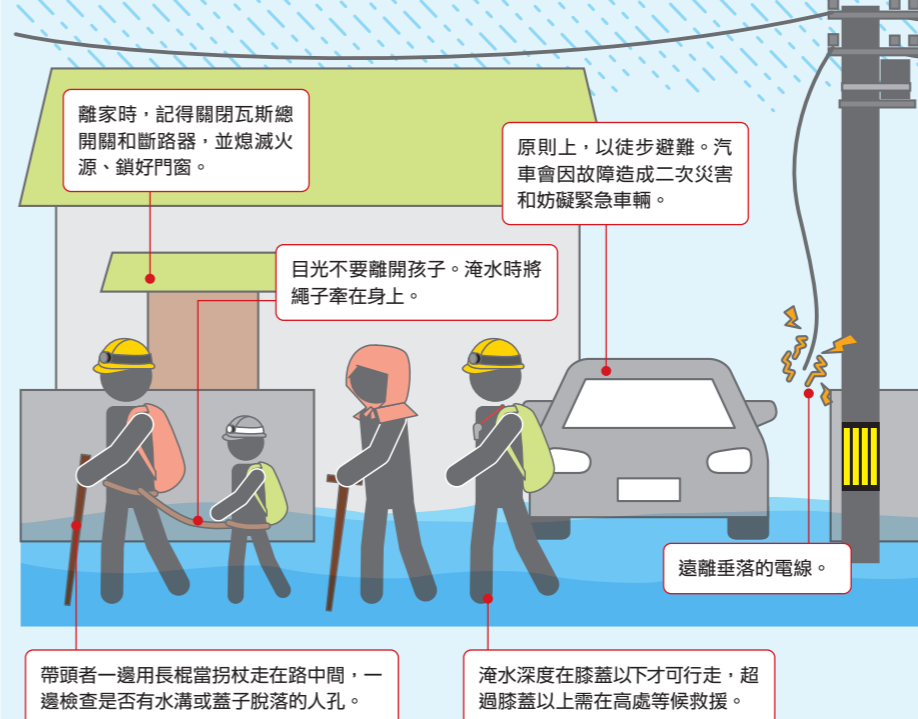 離家時，記得關閉瓦斯總
開關和斷路器，並熄滅火
源、鎖好門窗。
原則上，以徒步避難。汽
車會因故障造成二次災害
和妨礙緊急車輛。
目光不要離開孩子。淹水時將
繩子牽在身上。
遠離垂落的電線。
帶頭者一邊用長棍當拐杖走在路中間，一
邊檢查是否有水溝或蓋子脫落的人孔。
淹水深度在膝蓋以下才可行走，超
過膝蓋以上需在高處等候救援。